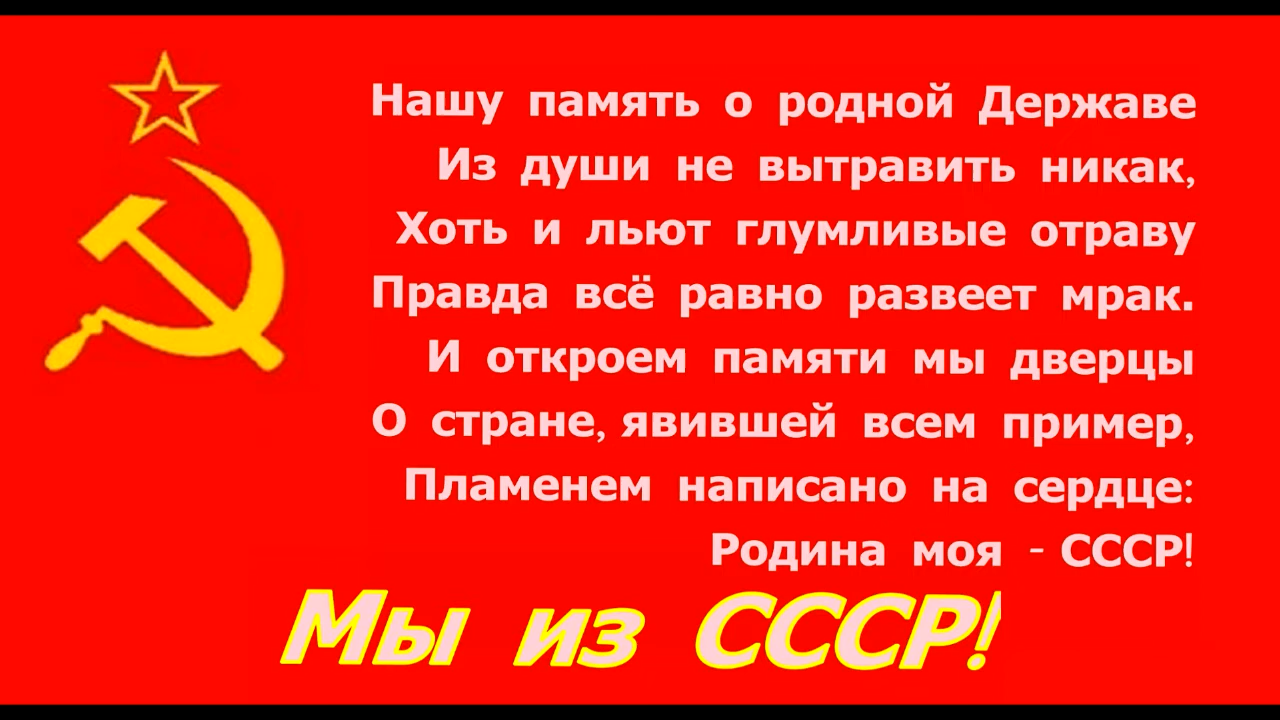 Нашу память о родной Державе
Из души не вытравить никак,
Хоть и льют глумливые отраву
Правда всё равно развеет мрак.
И откроем памяти мы дверцы
О стране, явившей всем пример,
Пламенем написано на сердце:
Родина моя - СССР!
Мы из СССР!